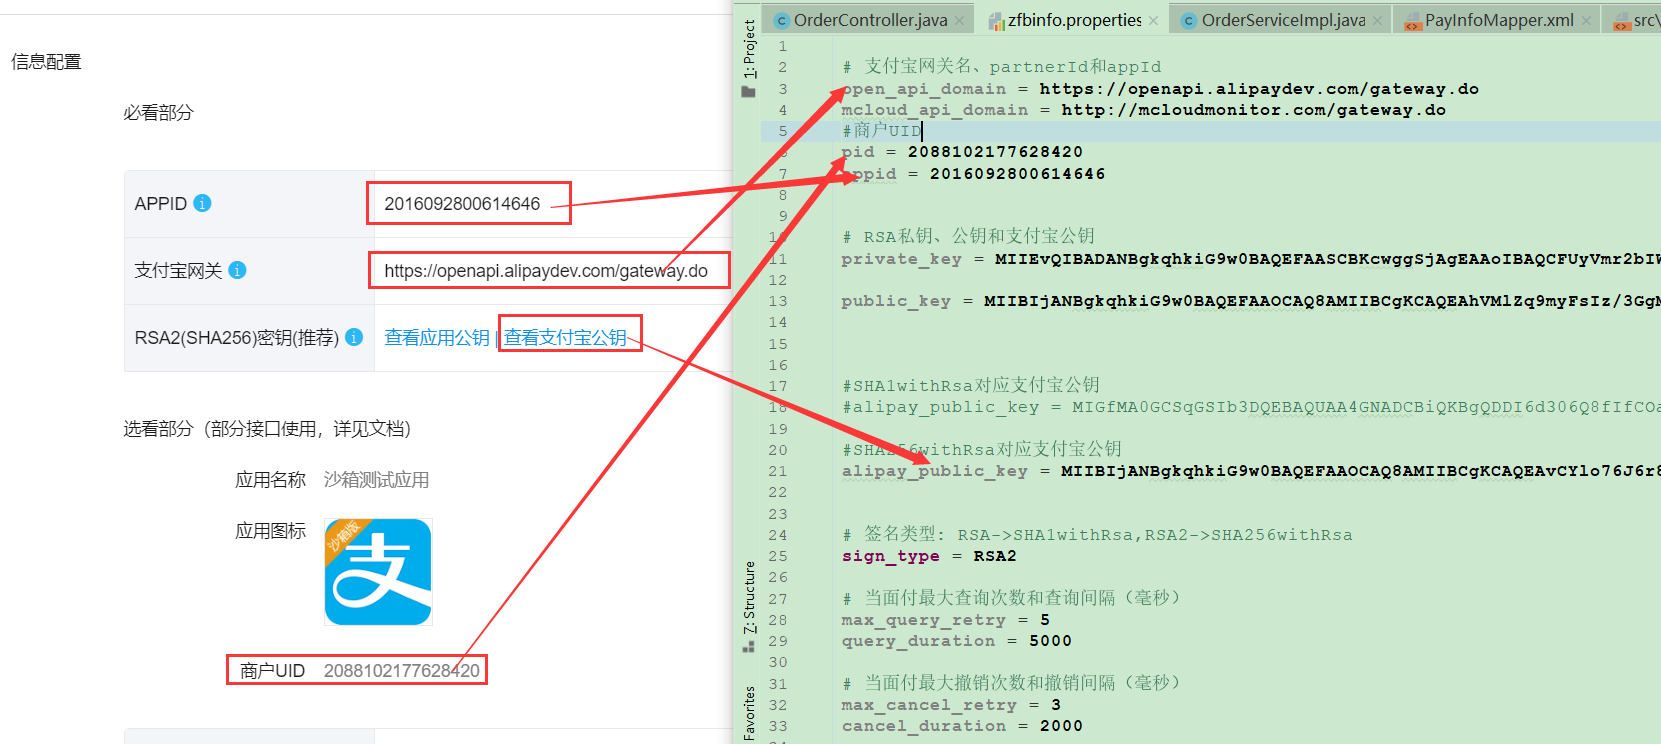 信息配置
必看部分
APPID
2016092800614646
支付宝网关
https://openapi.alipaydev.com/gateway.do
RSA2(SHA256)密钥(推荐)
查看应用公钥 | 查看支付宝公钥
选看部分（部分接口使用，详见文档）
应用名称 沙箱测试应用
应用图标
沙箱版
支
商户UID 2088102177628420
1: Project
7: Structure
Favorites
OrderController.java
zfbinfo.properties
OrderServiceImpl.java
PayInfoMapper.xml
src\
1
2 # 支付宝网关名、partnerId和appId
3 open_api_domain = https://openapi.alipaydev.com/gateway.do
4 mcloud_api_domain = http://mcloudmonitor.com/gateway.do
5 #商户UID
6 pid = 2088102177628420
7 appid = 2016092800614646
8
9
10 # RSA私钥、公钥和支付宝公钥
11 private_key = MIIEvQIBADANBgkqhkiG9w0BAQEFAASCBKcwggSjAgEAAoIBAQCFUyVmr2bIW
12
13 public_key = MIIBIjANBgkqhkiG9w0BAQEFAAOCAQ8AMIIBCgKCAQEAhVMlZq9myFsIz/3GgM
14
15
16
17 #SHA1withRsa对应支付宝公钥
18 #alipay_public_key = MIGfMA0GCSqGSIb3DQEBAQUAA4GNADCBiQKBgQDDI6d306Q8fIfCOa
19
20 #SHA256withRsa对应支付宝公钥
21 alipay_public_key = MIIBIjANBgkqhkiG9w0BAQEFAAOCAQ8AMIIBCgKCAQEAvCYlo76J6r8
22
23
24 # 签名类型: RSA->SHA1withRsa,RSA2->SHA256withRsa
25 sign_type = RSA2
26
27 # 当面付最大查询次数和查询间隔（毫秒）
28 max_query_retry = 5
29 query_duration = 5000
30
31 # 当面付最大撤销次数和撤销间隔（毫秒）
32 max_cancel_retry = 3
33 cancel_duration = 2000